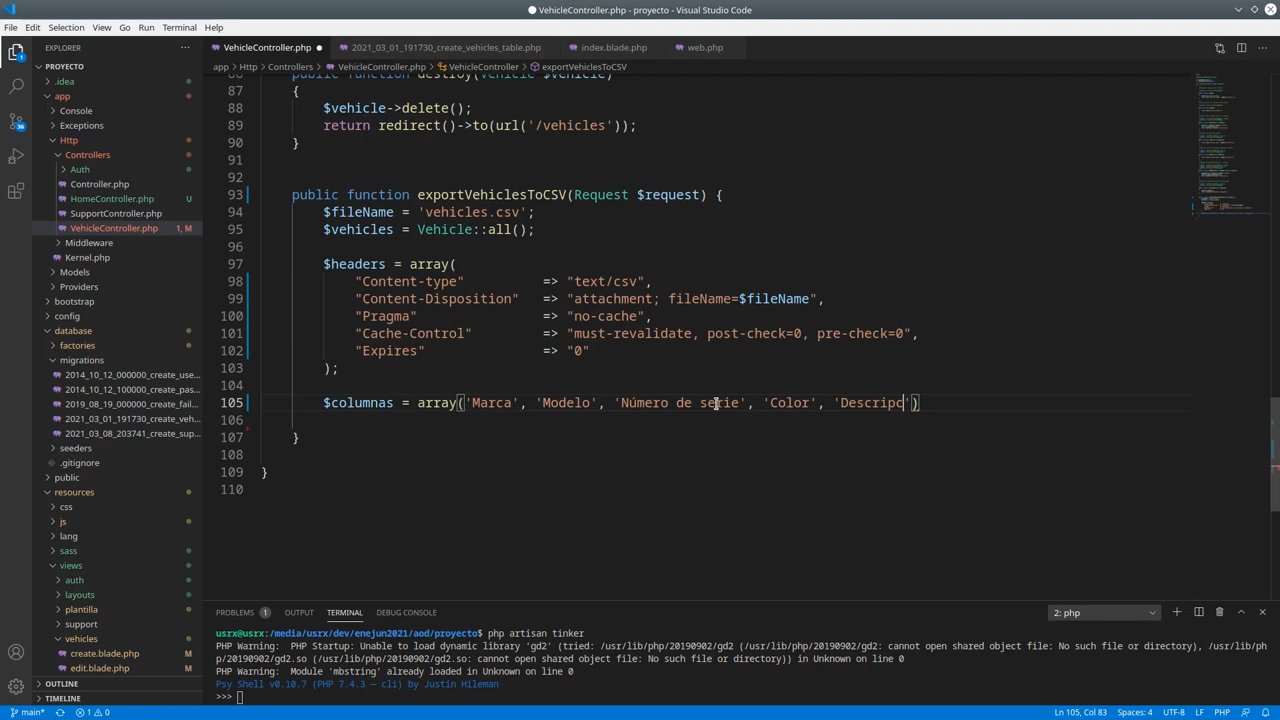 VehicleController.php - proyecto - Visual Studio Code
File Edit Selection View Go Run Terminal Help
EXPLORER
VehicleController.php
2021_03_01_191730_create_vehicles_table.php
index.blade.php
web.php
PROYECTO
app > Http > Controllers > VehicleController.php > VehicleController > exportVehiclesToCSV
.idea
app
Console
Exceptions
Http
Controllers
Auth
Controller.php
HomeController.php U
SupportController.php
VehicleController.php 1, M
Middleware
Kernel.php
Models
Providers
bootstrap
config
database
factories
migrations
2014_10_12_000000_create_use...
2014_10_12_100000_create_pas...
2019_08_19_000000_create_fail...
2021_03_01_191730_create_veh...
2021_03_08_203741_create_sup...
seeders
.gitignore
public
resources
css
js
lang
sass
views
auth
layouts
plantilla
support
vehicles
create.blade.php
edit.blade.php
OUTLINE
TIMELINE
86 public function destroy(Vehicle $vehicle)
87 {
88 $vehicle->delete();
89 return redirect()->to(url('/vehicles'));
90 }
91
92
93 public function exportVehiclesToCSV(Request $request) {
94 $fileName = 'vehicles.csv';
95 $vehicles = Vehicle::all();
96
97 $headers = array(
98 "Content-type" => "text/csv",
99 "Content-Disposition" => "attachment; fileName=$fileName",
100 "Pragma" => "no-cache",
101 "Cache-Control" => "must-revalidate, post-check=0, pre-check=0",
102 "Expires" => "0"
103 );
104
105 $columnas = array('Marca', 'Modelo', 'Número de serie', 'Color', 'Descripc')
106
107 }
108
109 }
110
PROBLEMS 1 OUTPUT TERMINAL DEBUG CONSOLE 2: php
usrx@usrx:/media/usrx/dev/enejun2021/aod/proyecto$ php artisan tinker
PHP Warning: PHP Startup: Unable to load dynamic library 'gd2' (tried: /usr/lib/php/20190902/gd2 (/usr/lib/php/20190902/gd2: cannot open shared object file: No such file or directory), /usr/lib/ph
p/20190902/gd2.so (/usr/lib/php/20190902/gd2.so: cannot open shared object file: No such file or directory)) in Unknown on line 0
PHP Warning: Module 'mbstring' already loaded in Unknown on line 0
Psy Shell v0.10.7 (PHP 7.4.3 — cli) by Justin Hileman
>>>
main* 1 0 Ln 105, Col 83 Spaces: 4 UTF-8 LF PHP
1
36